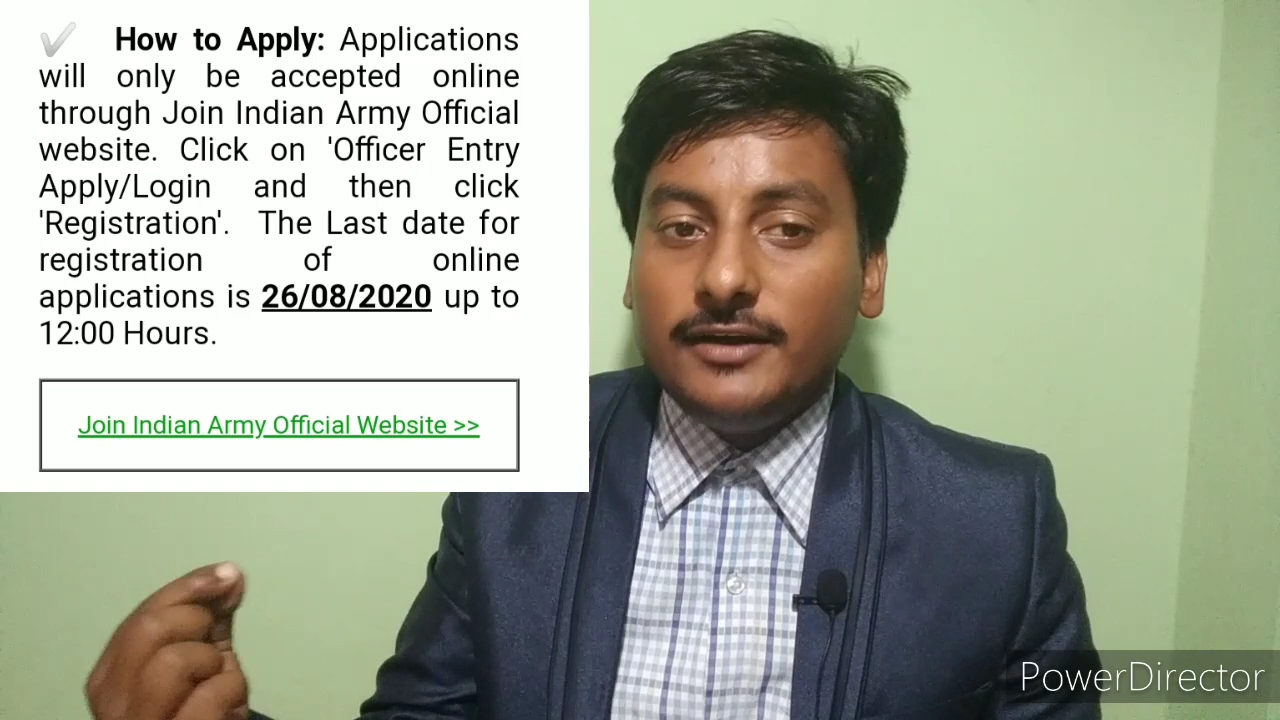 ✔ How to Apply: Applications
will only be accepted online
through Join Indian Army Official
website. Click on 'Officer Entry
Apply/Login and then click
'Registration'. The Last date for
registration of online
applications is 26/08/2020 up to
12:00 Hours.
Join Indian Army Official Website >>
PowerDirector